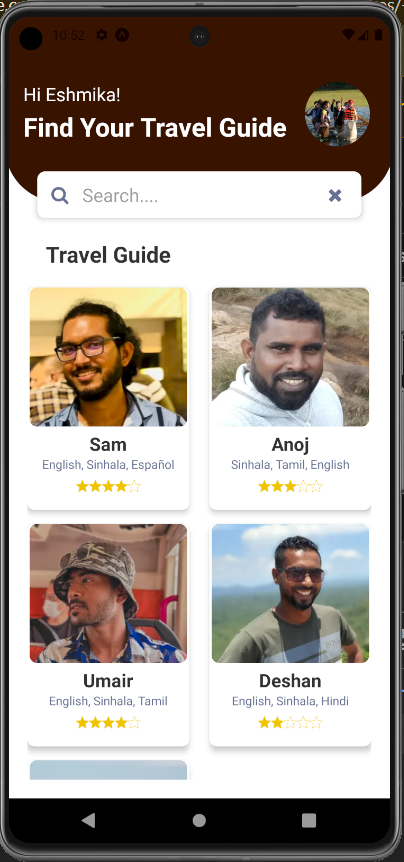 10:52
Hi Eshmika!
Find Your Travel Guide
Search....
Travel Guide
Sam
English, Sinhala, Español
Anoj
Sinhala, Tamil, English
Umair
English, Sinhala, Tamil
Deshan
English, Sinhala, Hindi